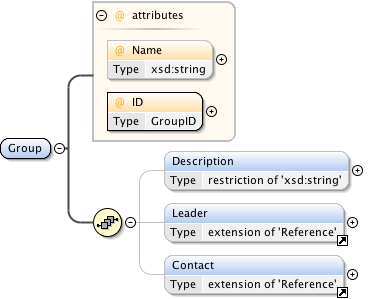 @ attributes
@ Name
Type xsd:string
@ ID
Type GroupID
Group
Description
Type restriction of 'xsd:string'
Leader
Type extension of 'Reference'
Contact
Type extension of 'Reference'